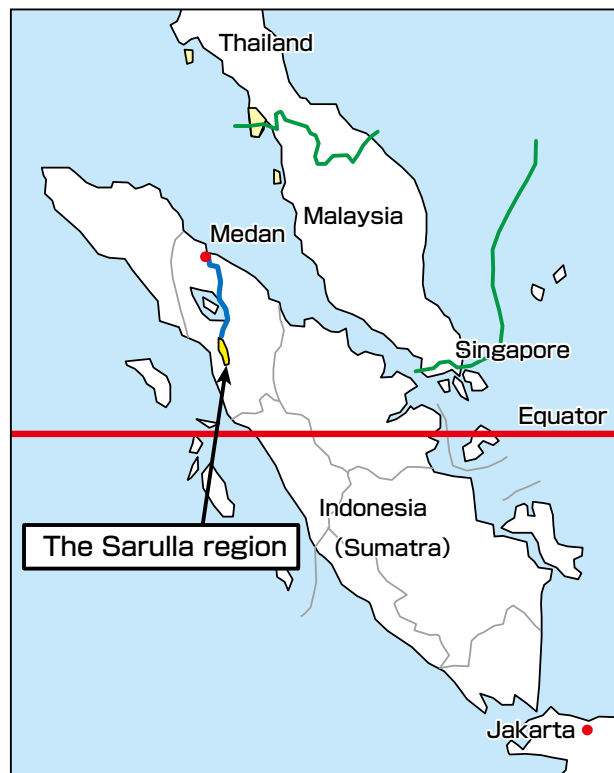 Thailand
Malaysia
Medan
Singapore
Equator
Indonesia
(Sumatra)
The Sarulla region
Jakarta